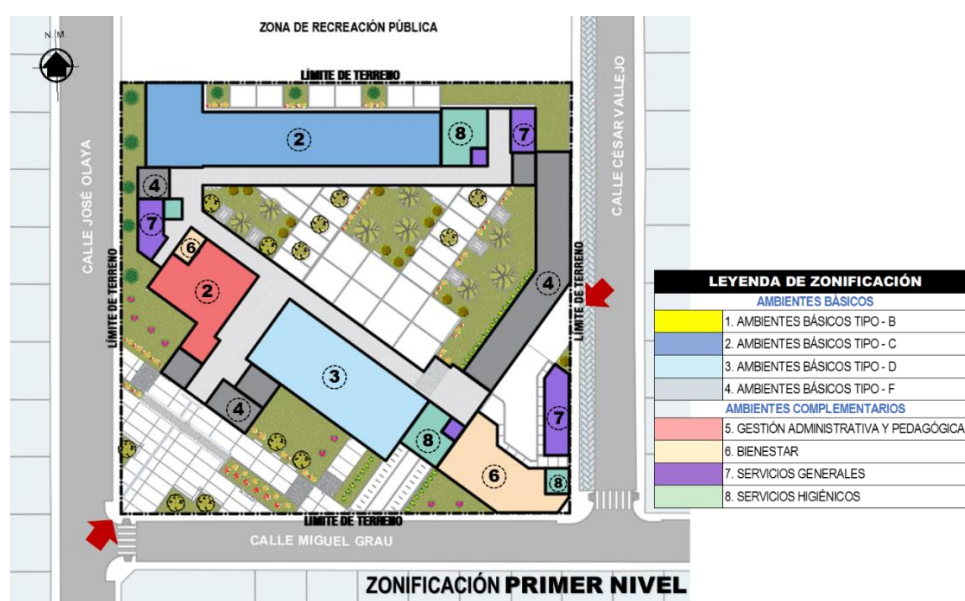 ZONA DE RECREACIÓN PÚBLICA
N.M.
LÍMITE DE TERRENO
CALLE JOSÉ OLAYA
CALLE CÉSAR VALLEJO
2
8
7
4
7
6
2
4
LÍMITE DE TERRENO
LÍMITE DE TERRENO
3
4
8
7
6
8
LÍMITE DE TERRENO
CALLE MIGUEL GRAU
ZONIFICACIÓN PRIMER NIVEL
LEYENDA DE ZONIFICACIÓN
AMBIENTES BÁSICOS
1. AMBIENTES BÁSICOS TIPO - B
2. AMBIENTES BÁSICOS TIPO - C
3. AMBIENTES BÁSICOS TIPO - D
4. AMBIENTES BÁSICOS TIPO - F
AMBIENTES COMPLEMENTARIOS
5. GESTIÓN ADMINISTRATIVA Y PEDAGÓGICA
6. BIENESTAR
7. SERVICIOS GENERALES
8. SERVICIOS HIGIÉNICOS